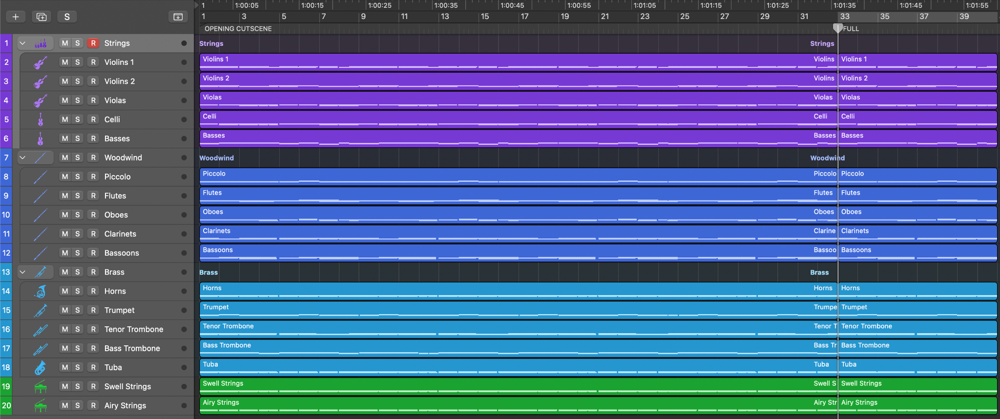 1 1:00:05 1:00:15 1:00:25 1:00:35 1:00:45 1:00:55 1:01:05 1:01:15 1:01:25 1:01:35 1:01:45 1:01:55
S 1 3 5 7 9 11 13 15 17 19 21 23 25 27 29 31 33 35 37 39
OPENING CUTSCENE FULL
1 M S R Strings Strings Strings
2 M S R Violins 1 Violins 1 Violins Violins 1
3 M S R Violins 2 Violins 2 Violins Violins 2
4 M S R Violas Violas Violas Violas
5 M S R Celli Celli Celli Celli
6 M S R Basses Basses Basses Basses
7 M S R Woodwind Woodwind Woodwind
8 M S R Piccolo Piccolo Piccolo Piccolo
9 M S R Flutes Flutes Flutes Flutes
10 M S R Oboes Oboes Oboes Oboes
11 M S R Clarinets Clarinets Clarine Clarinets
12 M S R Bassoons Bassoons Bassoo Bassoons
13 M S R Brass Brass Brass
14 M S R Horns Horns Horns Horns
15 M S R Trumpet Trumpet Trumpe Trumpet
16 M S R Tenor Trombone Tenor Trombone Tenor T Tenor Trombone
17 M S R Bass Trombone Bass Trombone Bass Tr Bass Trombone
18 M S R Tuba Tuba Tuba Tuba
19 M S R Swell Strings Swell Strings Swell S Swell Strings
20 M S R Airy Strings Airy Strings Airy Str Airy Strings